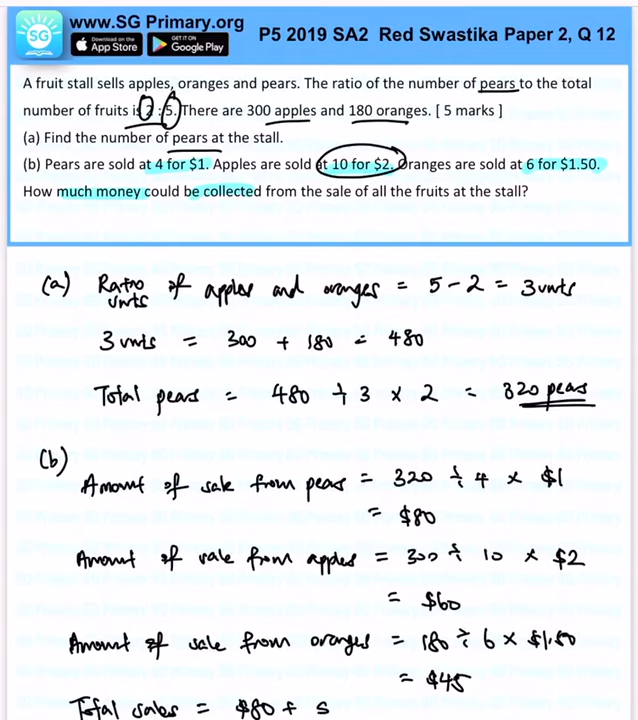 www.SG Primary.org
SG
Download on the App Store
GET IT ON Google Play
P5 2019 SA2 Red Swastika Paper 2, Q 12
A fruit stall sells apples, oranges and pears. The ratio of the number of pears to the total
number of fruits is 2 : 5. There are 300 apples and 180 oranges. [ 5 marks ]
(a) Find the number of pears at the stall.
(b) Pears are sold at 4 for $1. Apples are sold at 10 for $2. Oranges are sold at 6 for $1.50.
How much money could be collected from the sale of all the fruits at the stall?
(a) Ratio units of apples and oranges = 5 - 2 = 3 units
3 units = 300 + 180 = 480
Total pears = 480 ÷ 3 x 2 = 320 pears
(b)
Amount of sale from pears = 320 ÷ 4 x $1
= $80
Amount of sale from apples = 300 ÷ 10 x $2
= $60
Amount of sale from oranges = 180 ÷ 6 x $1.50
= $45
Total sales = $80 +